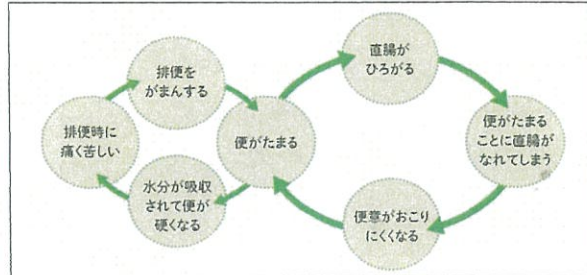 排便を
がまんする
排便時に
痛く苦しい
水分が吸収
されて便が
硬くなる
便がたまる
直腸が
ひろがる
便がたまる
ことに直腸が
なれてしまう
便意がおこり
にくくなる